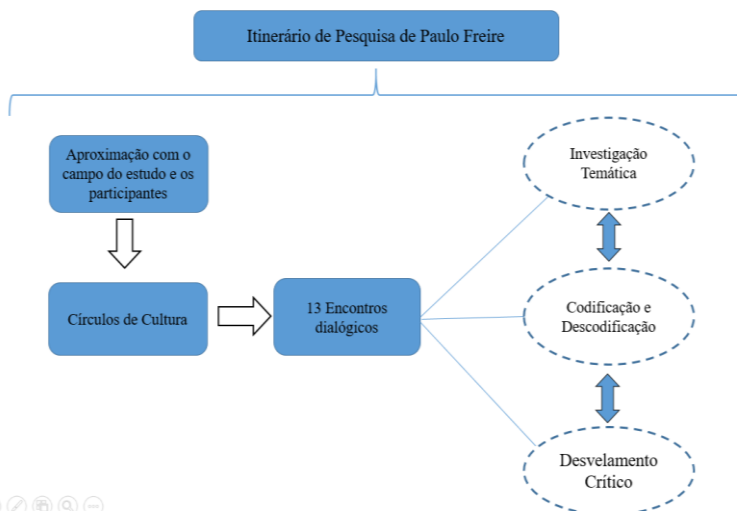 Itinerário de Pesquisa de Paulo Freire
Aproximação com o
campo do estudo e os
participantes
Círculos de Cultura
13 Encontros
dialógicos
Investigação
Temática
Codificação e
Descodificação
Desvelamento
Crítico